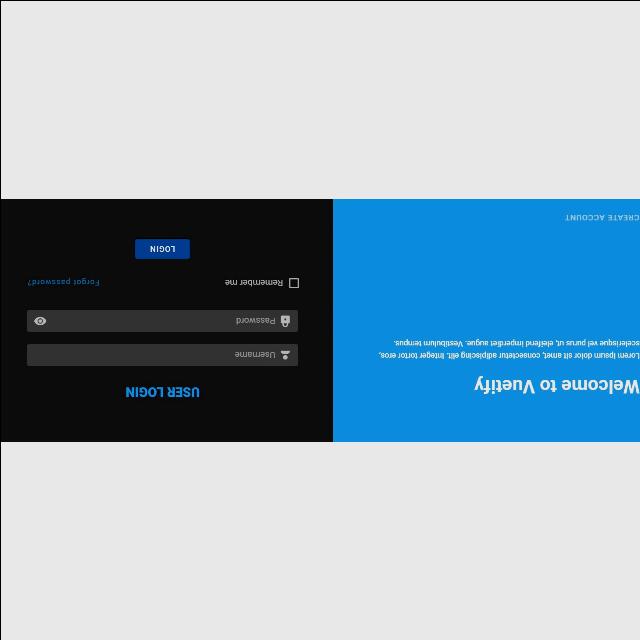 Welcome to Vuetify
Lorem ipsum dolor sit amet, consectetur adipiscing elit. Integer tortor eros,
scelerisque vel purus ut, eleifend imperdiet augue. Vestibulum tempus.
CREATE ACCOUNT
USER LOGIN
Username
Password
Remember me
Forgot password?
LOGIN